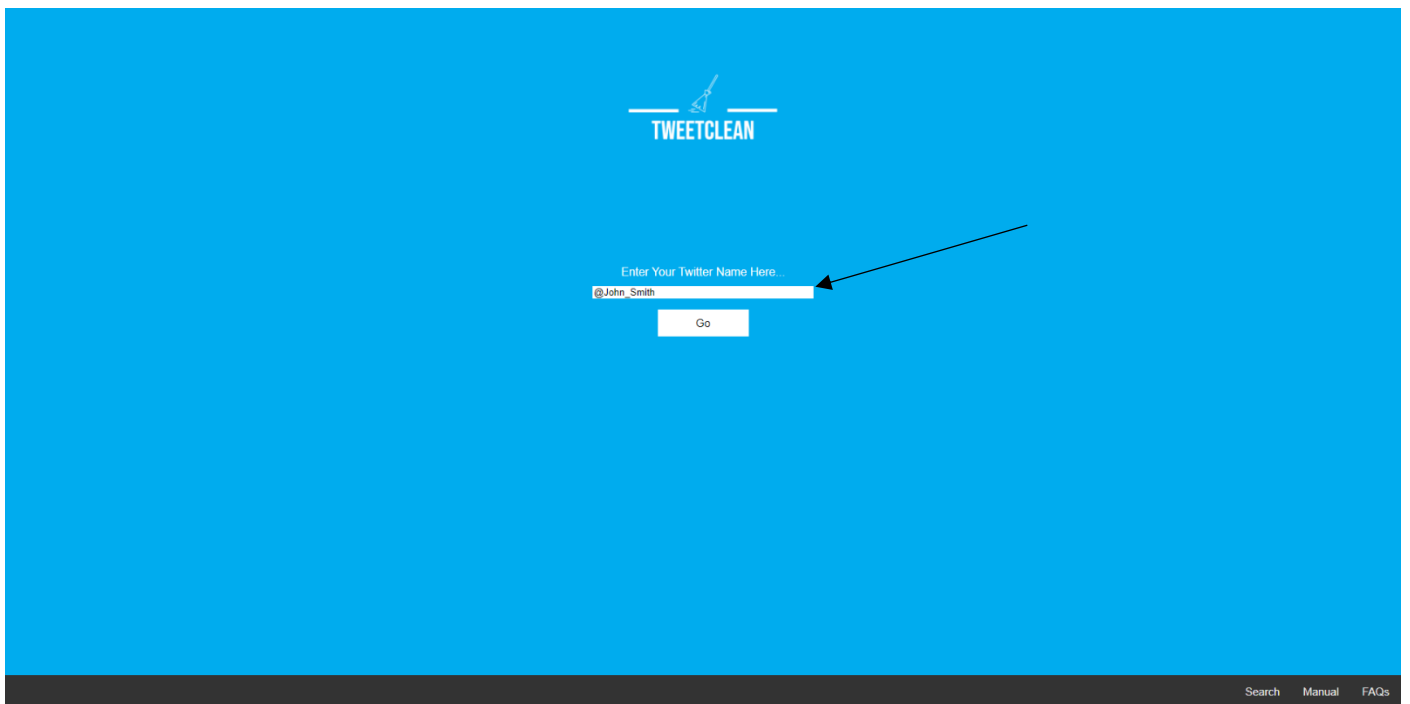 TWEETCLEAN
Enter Your Twitter Name Here...
@John_Smith
Go
Search Manual FAQs